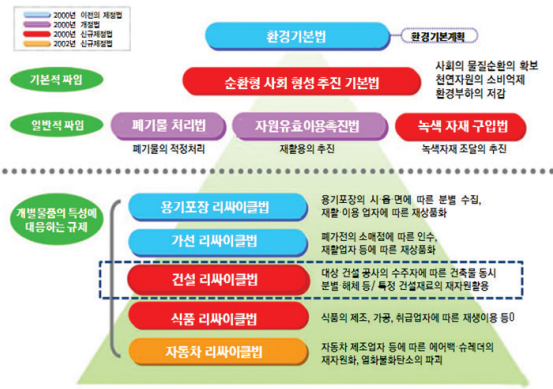 2000년 이전의 제정법
2000년 개정법
2000년 신규제정법
2002년 신규제정법
환경기본법
환경기본계획
기본적 짜임
순환형 사회 형성 추진 기본법
사회의 물질순환의 확보
천연자원의 소비억제
환경부하의 저감
일반적 짜임
폐기물 처리법
자원유효이용촉진법
녹색 자재 구입법
폐기물의 적정처리
재활용의 추진
녹색자재 조달의 추진
개별물품의 특성에
대응하는 규제
용기포장 리싸이클법
용기포장의 시·읍·면에 따른 분별 수집,
재활 이용 업자에 따른 재상품화
가선 리싸이클법
폐가전의 소매점에 따른 인수,
재활업자 등에 따른 재상품화
건설 리싸이클법
대상 건설 공사의 수주자에 따른 건축물 동시
분별 해체 등/ 특정 건설재료의 재자원활용
식품 리싸이클법
식품의 제조, 가공, 취급업자에 따른 재생이용 등()
자동차 리싸이클법
자동차 제조업자 등에 따른 에어백·슈레더의
재자원화, 염화불화탄소의 파괴